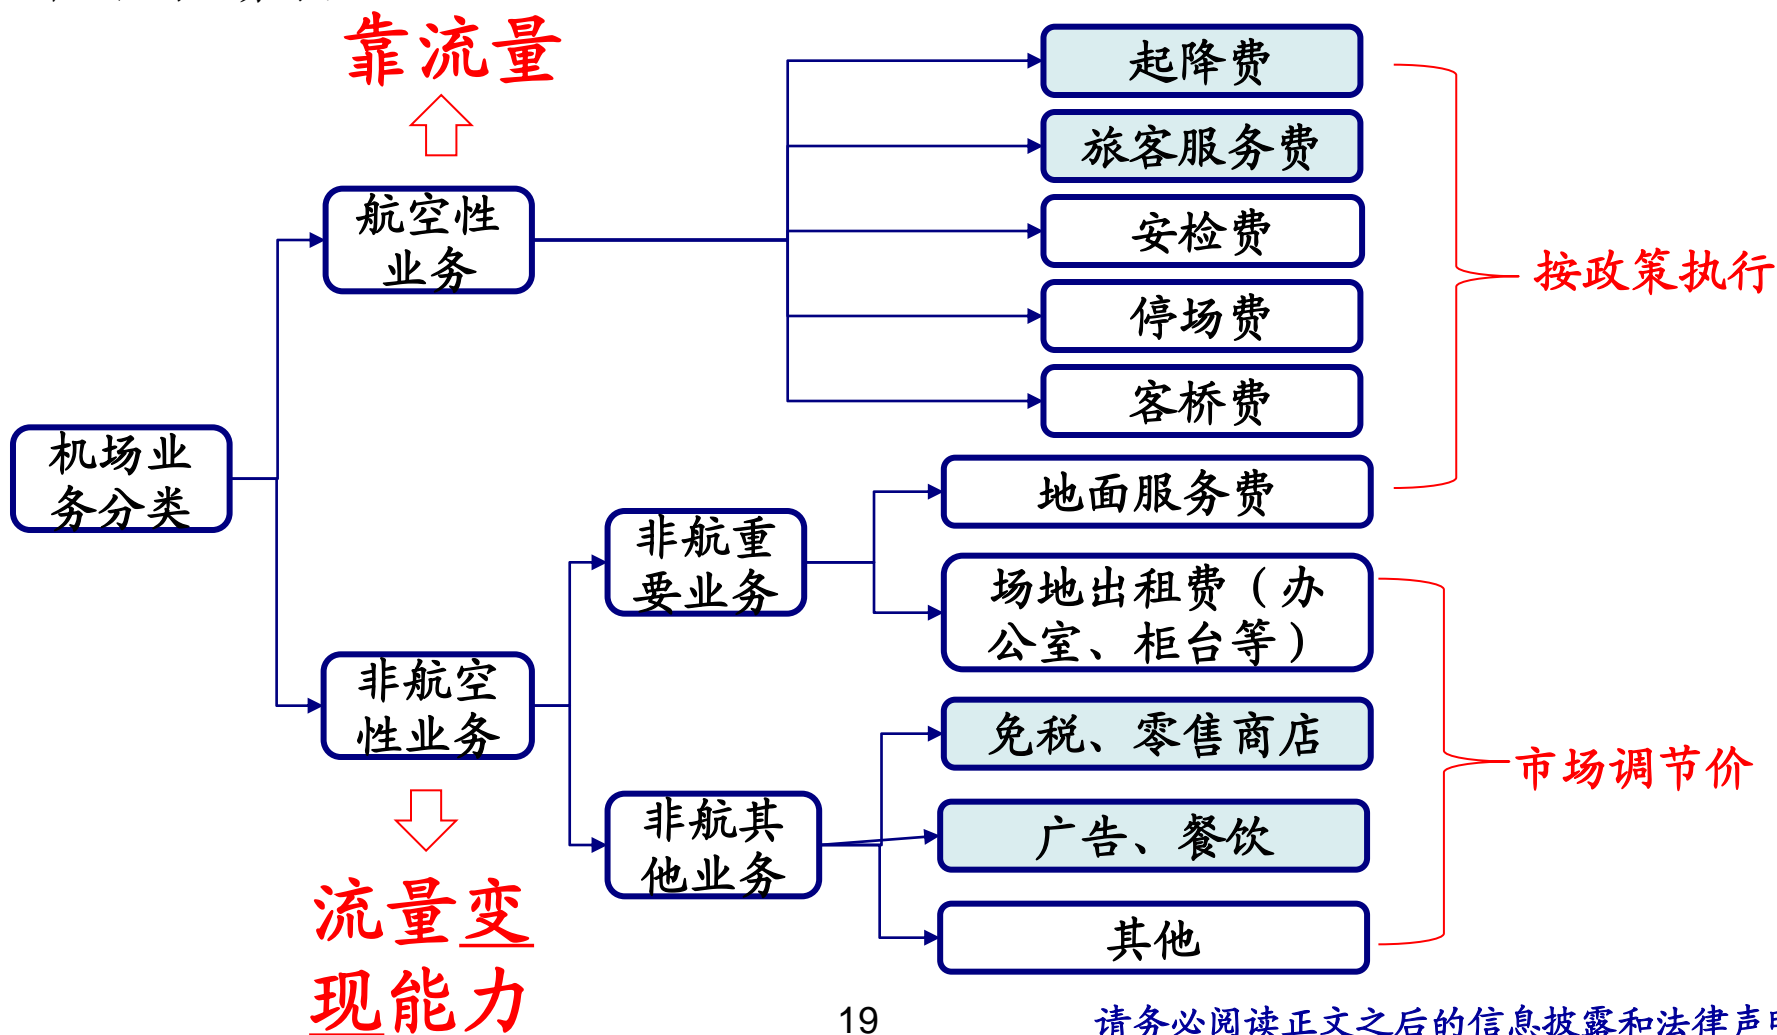 靠流量
起降费
旅客服务费
航空性
业务
安检费
按政策执行
停场费
客桥费
机场业
务分类
地面服务费
非航重
要业务
场地出租费（办
公室、柜台等）
非航空
性业务
免税、零售商店
市场调节价
非航其
他业务
广告、餐饮
流量变
现能力
其他
19
请务必阅读正文之后的信息披露和法律声